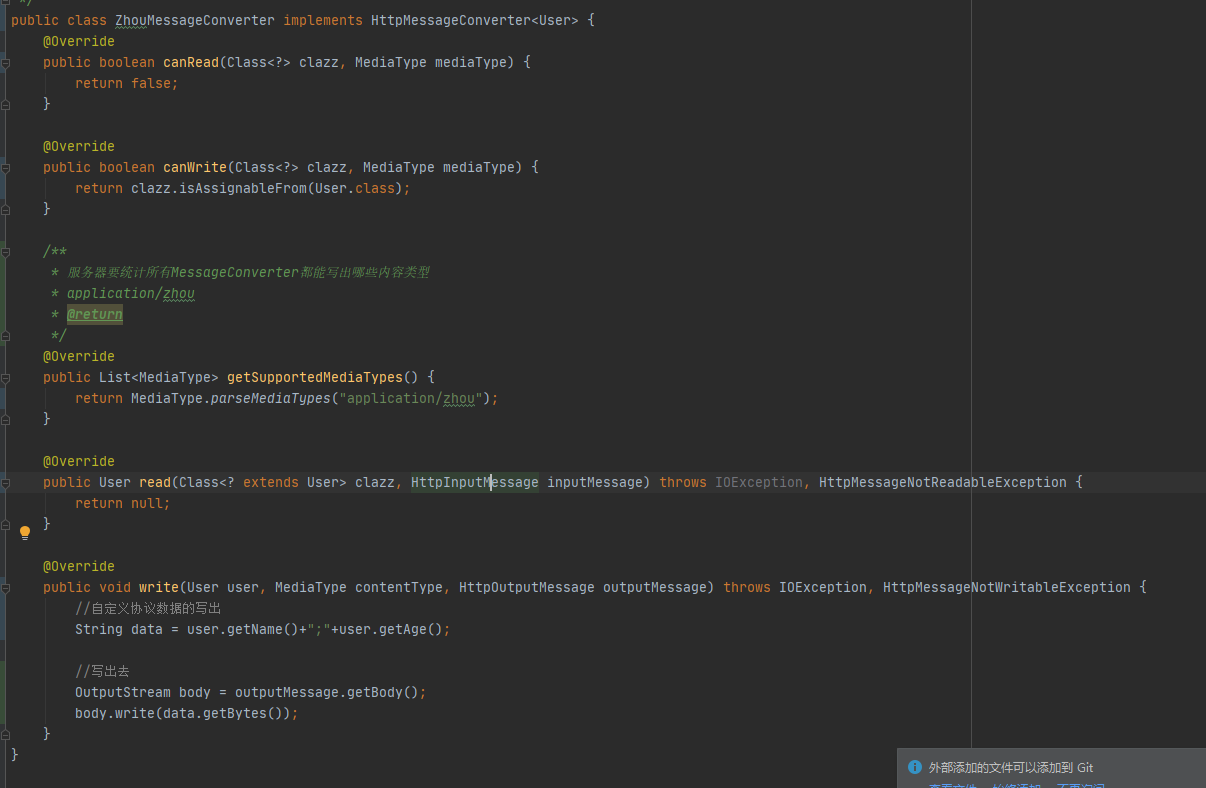 */
public class ZhouMessageConverter implements HttpMessageConverter<User> {
    @Override
    public boolean canRead(Class<?> clazz, MediaType mediaType) {
        return false;
    }

    @Override
    public boolean canWrite(Class<?> clazz, MediaType mediaType) {
        return clazz.isAssignableFrom(User.class);
    }

    /**
     * 服务器要统计所有MessageConverter都能写出哪些内容类型
     * application/zhou
     * @return
     */
    @Override
    public List<MediaType> getSupportedMediaTypes() {
        return MediaType.parseMediaTypes("application/zhou");
    }

    @Override
    public User read(Class<? extends User> clazz, HttpInputMessage inputMessage) throws IOException, HttpMessageNotReadableException {
        return null;
    }

    @Override
    public void write(User user, MediaType contentType, HttpOutputMessage outputMessage) throws IOException, HttpMessageNotWritableException {
        //自定义协议数据的写出
        String data = user.getName()+";"+user.getAge();

        //写出去
        OutputStream body = outputMessage.getBody();
        body.write(data.getBytes());
    }
}
外部添加的文件可以添加到 Git